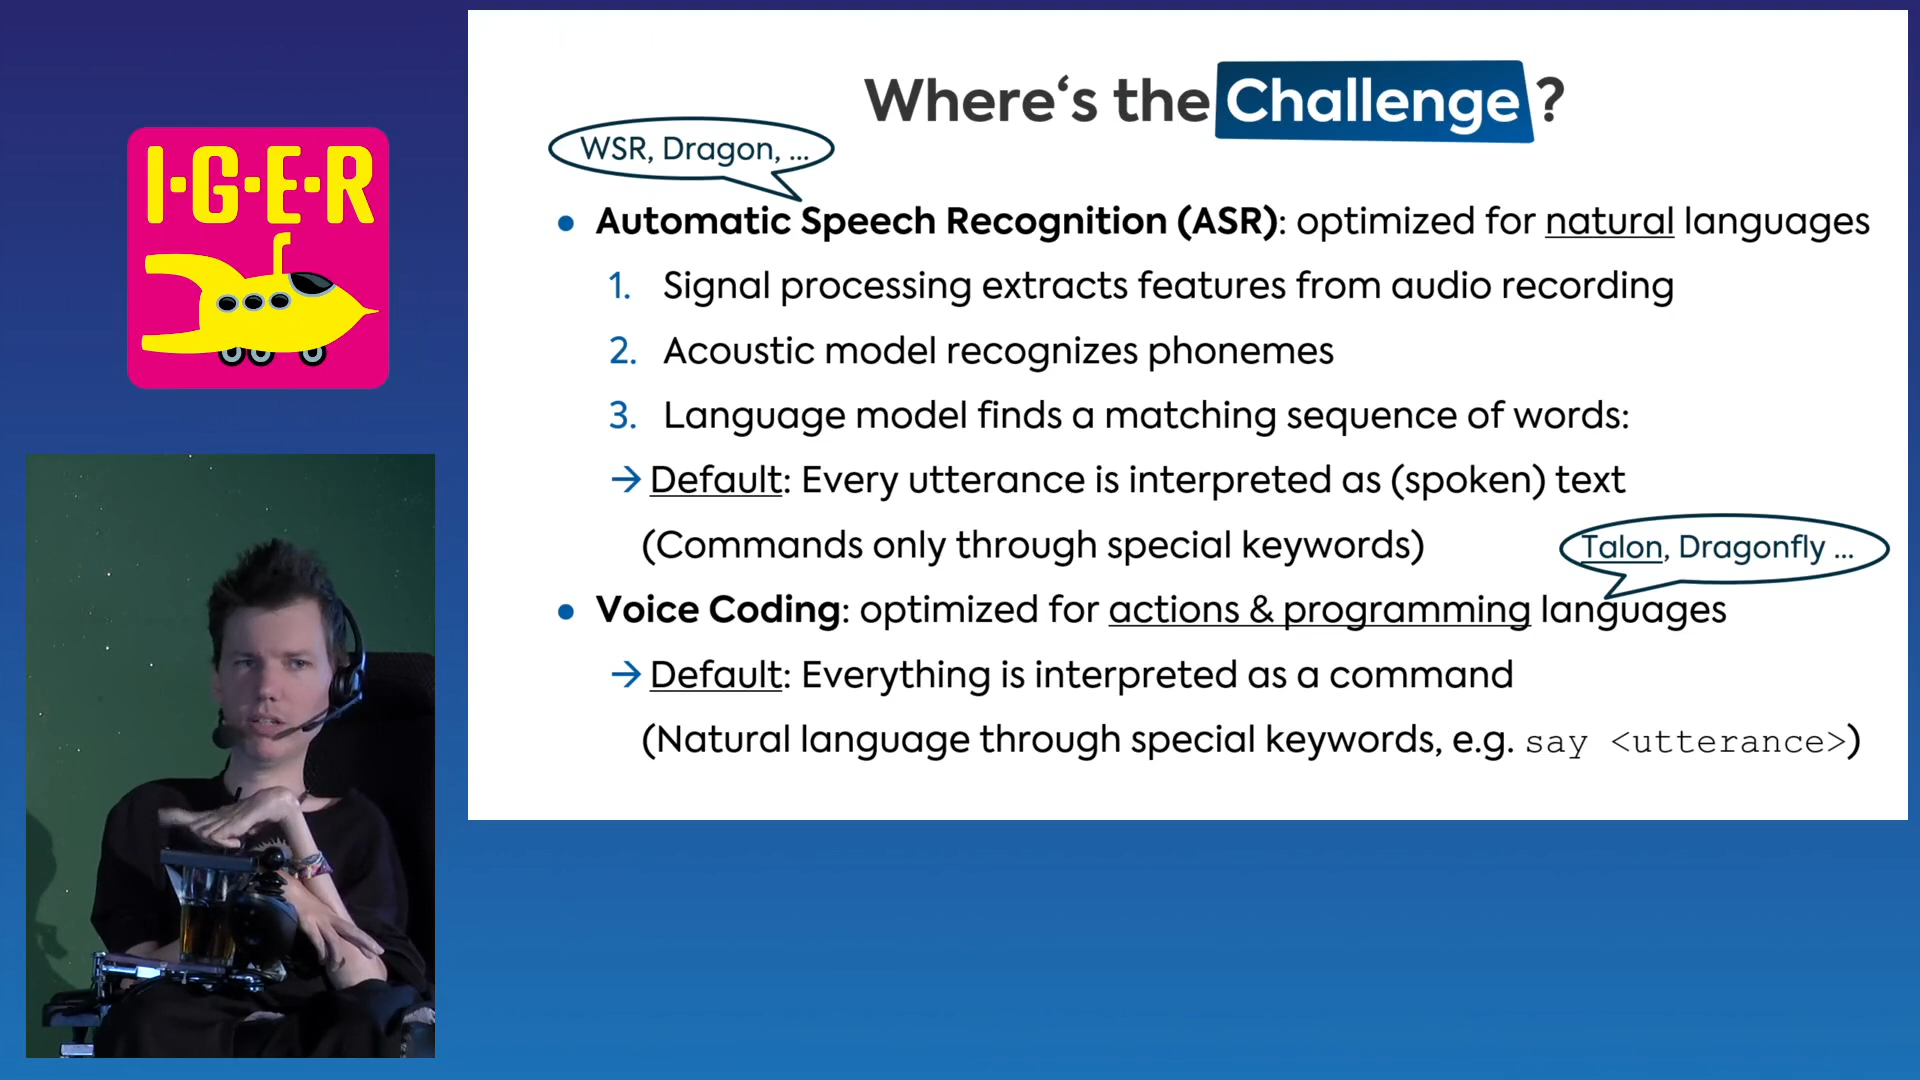 I·G·E·R
Where‘s the Challenge?
WSR, Dragon, ...
• Automatic Speech Recognition (ASR): optimized for natural languages
1. Signal processing extracts features from audio recording
2. Acoustic model recognizes phonemes
3. Language model finds a matching sequence of words:
→ Default: Every utterance is interpreted as (spoken) text
(Commands only through special keywords)
Talon, Dragonfly ...
• Voice Coding: optimized for actions & programming languages
→ Default: Everything is interpreted as a command
(Natural language through special keywords, e.g. say <utterance>)